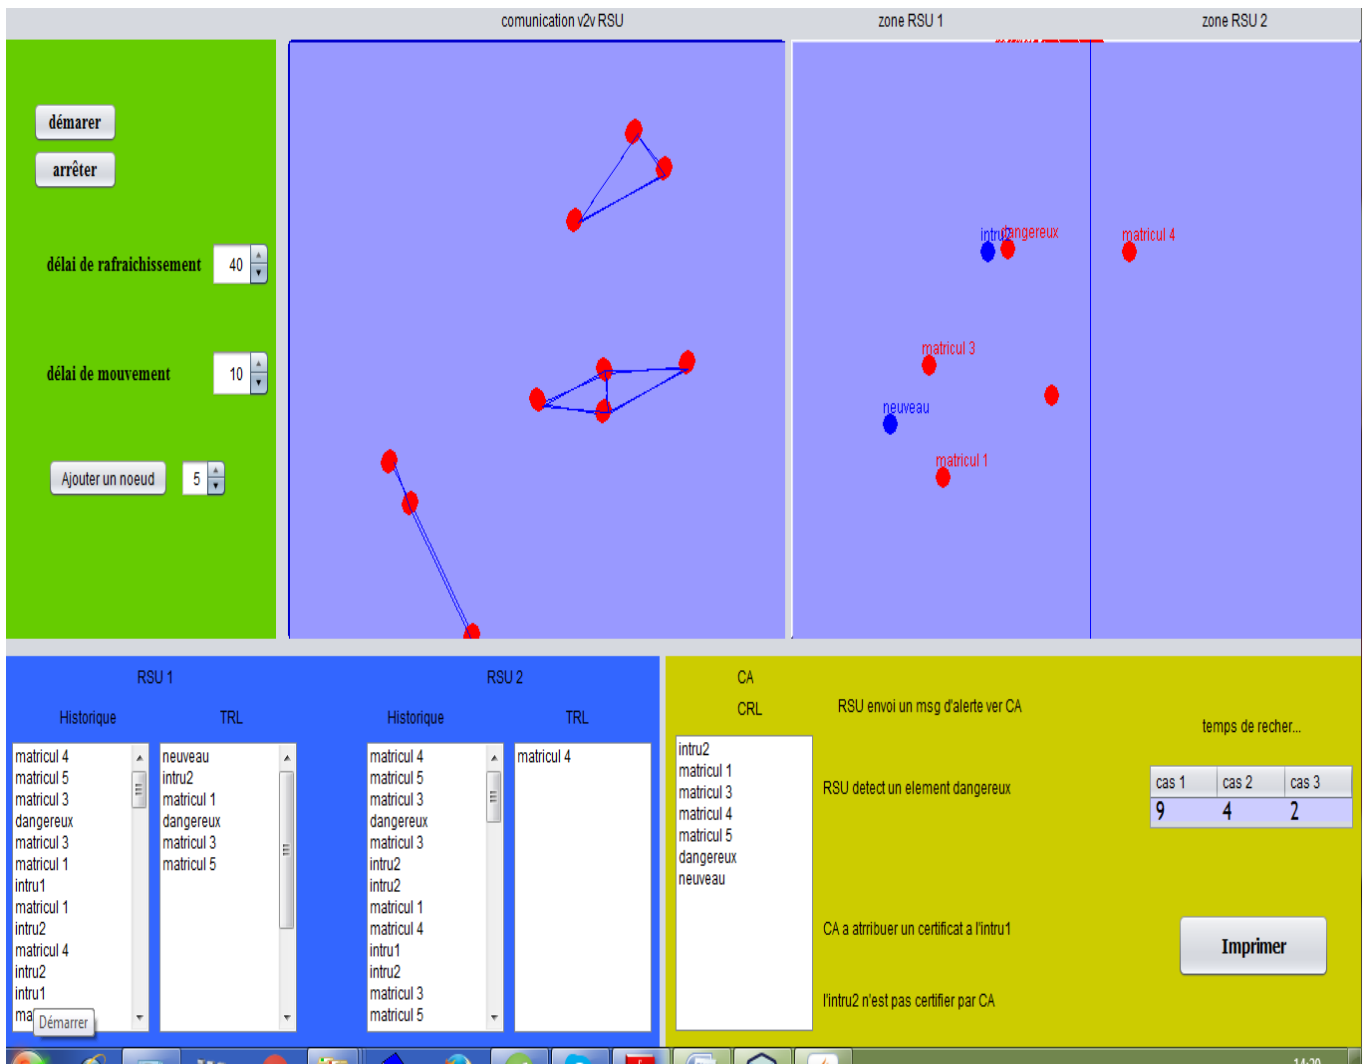 comunication v2v RSU
zone RSU 1
zone RSU 2
démarer
arrêter
délai de rafraichissement
40
délai de mouvement
10
Ajouter un noeud
5
intru2
dangereux
matricul 4
matricul 3
neuveau
matricul 1
RSU 1
Historique
TRL
matricul 4
matricul 5
matricul 3
dangereux
matricul 3
matricul 1
intru1
matricul 1
intru2
matricul 4
intru2
intru1
ma
Démarrer
neuveau
intru2
matricul 1
dangereux
matricul 3
matricul 5
RSU 2
Historique
TRL
matricul 4
matricul 5
matricul 3
dangereux
matricul 3
intru2
intru2
matricul 1
matricul 4
intru1
intru2
matricul 3
matricul 5
matricul 4
CA
CRL
intru2
matricul 1
matricul 3
matricul 4
matricul 5
dangereux
neuveau
RSU envoi un msg d'alerte ver CA
RSU detect un element dangereux
CA a atrribuer un certificat a l'intru1
l'intru2 n'est pas certifier par CA
temps de recher...
cas 1 cas 2 cas 3
9 4 2
Imprimer